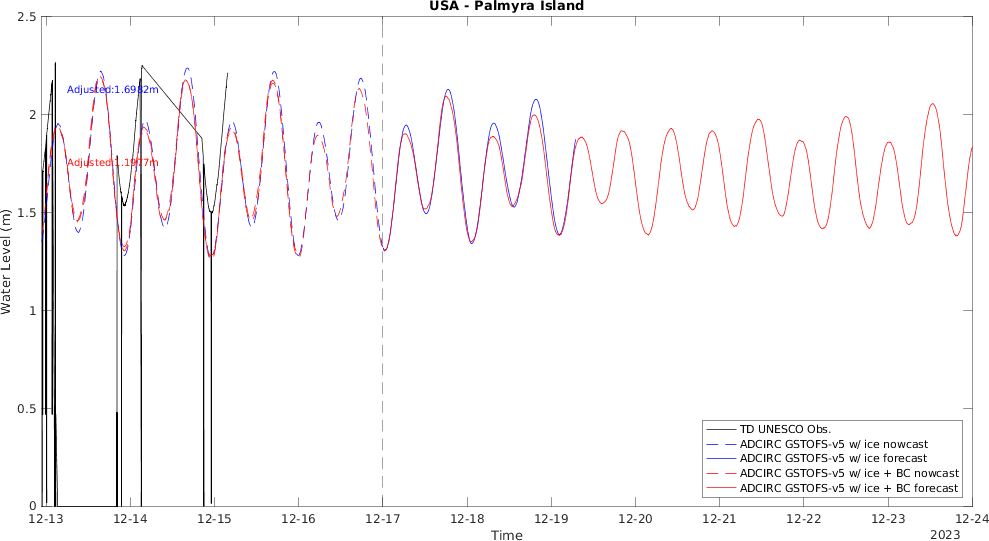 USA - Palmyra Island
2.5
2
1.5
1
0.5
0
Water Level (m)
Adjusted:1.6982m
Adjusted:1.1977m
TD UNESCO Obs.
ADCIRC GSTOFS-v5 w/ ice nowcast
ADCIRC GSTOFS-v5 w/ ice forecast
ADCIRC GSTOFS-v5 w/ ice + BC nowcast
ADCIRC GSTOFS-v5 w/ ice + BC forecast
12-13 12-14 12-15 12-16 12-17 12-18 12-19 12-20 12-21 12-22 12-23 12-24
Time
2023